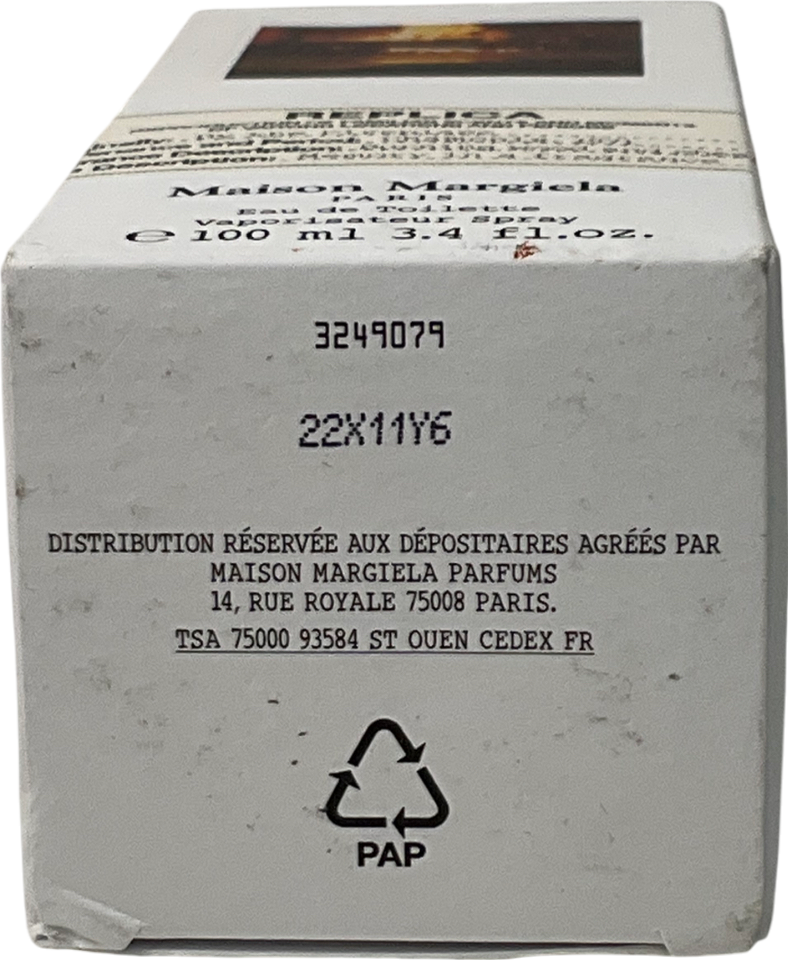 REPLICA
Maison Margiela
PARIS
Eau de Toilette
Vaporisateur Spray
℮ 100 ml 3.4 fl.oz.
3249079
22X11Y6
DISTRIBUTION RÉSERVÉE AUX DÉPOSITAIRES AGRÉÉS PAR
MAISON MARGIELA PARFUMS
14, RUE ROYALE 75008 PARIS.
TSA 75000 93584 ST OUEN CEDEX FR
PAP